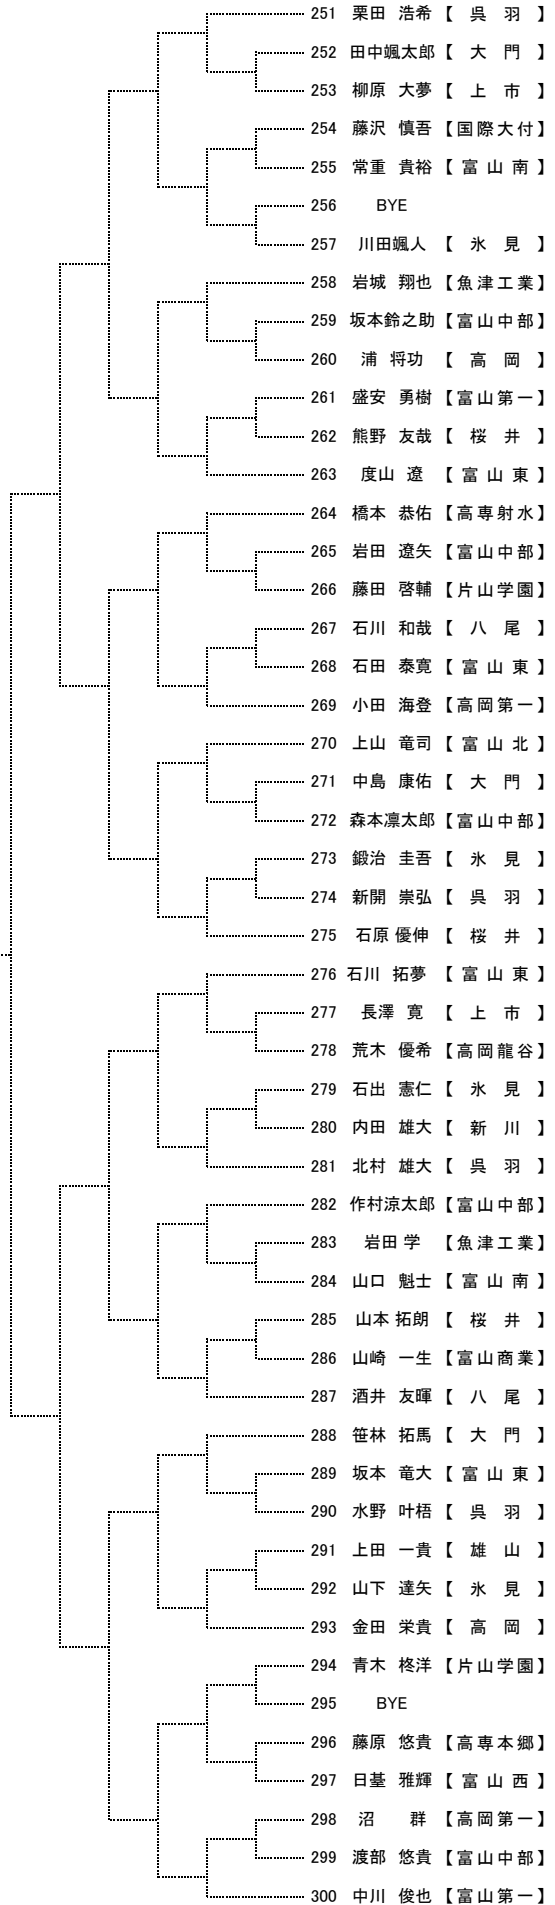 251 栗田 浩希 【 呉 羽 】
252 田中颯太郎 【 大 門 】
253 柳原 大夢 【 上 市 】
254 藤沢 慎吾 【国際大付】
255 常重 貴裕 【 富 山 南 】
256 BYE
257 川田颯人 【 氷 見 】
258 岩城 翔也 【魚津工業】
259 坂本鈴之助 【富山中部】
260 浦 将功 【 高 岡 】
261 盛安 勇樹 【富山第一】
262 熊野 友哉 【 桜 井 】
263 度山 遼 【 富 山 東 】
264 橋本 恭佑 【高専射水】
265 岩田 遼矢 【富山中部】
266 藤田 啓輔 【片山学園】
267 石川 和哉 【 八 尾 】
268 石田 泰寛 【 富 山 東 】
269 小田 海登 【高岡第一】
270 上山 竜司 【 富 山 北 】
271 中島 康佑 【 大 門 】
272 森本凛太郎 【富山中部】
273 鍛治 圭吾 【 氷 見 】
274 新開 崇弘 【 呉 羽 】
275 石原 優伸 【 桜 井 】
276 石川 拓夢 【 富 山 東 】
277 長澤 寛 【 上 市 】
278 荒木 優希 【高岡龍谷】
279 石出 憲仁 【 氷 見 】
280 内田 雄大 【 新 川 】
281 北村 雄大 【 呉 羽 】
282 作村涼太郎 【富山中部】
283 岩田 学 【魚津工業】
284 山口 魁士 【 富 山 南 】
285 山本 拓朗 【 桜 井 】
286 山崎 一生 【富山商業】
287 酒井 友暉 【 八 尾 】
288 笹林 拓馬 【 大 門 】
289 坂本 竜大 【 富 山 東 】
290 水野 叶梧 【 呉 羽 】
291 上田 一貴 【 雄 山 】
292 山下 達矢 【 氷 見 】
293 金田 栄貴 【 高 岡 】
294 青木 柊洋 【片山学園】
295 BYE
296 藤原 悠貴 【高専本郷】
297 日基 雅輝 【 富 山 西 】
298 沼 群 【高岡第一】
299 渡部 悠貴 【富山中部】
300 中川 俊也 【富山第一】